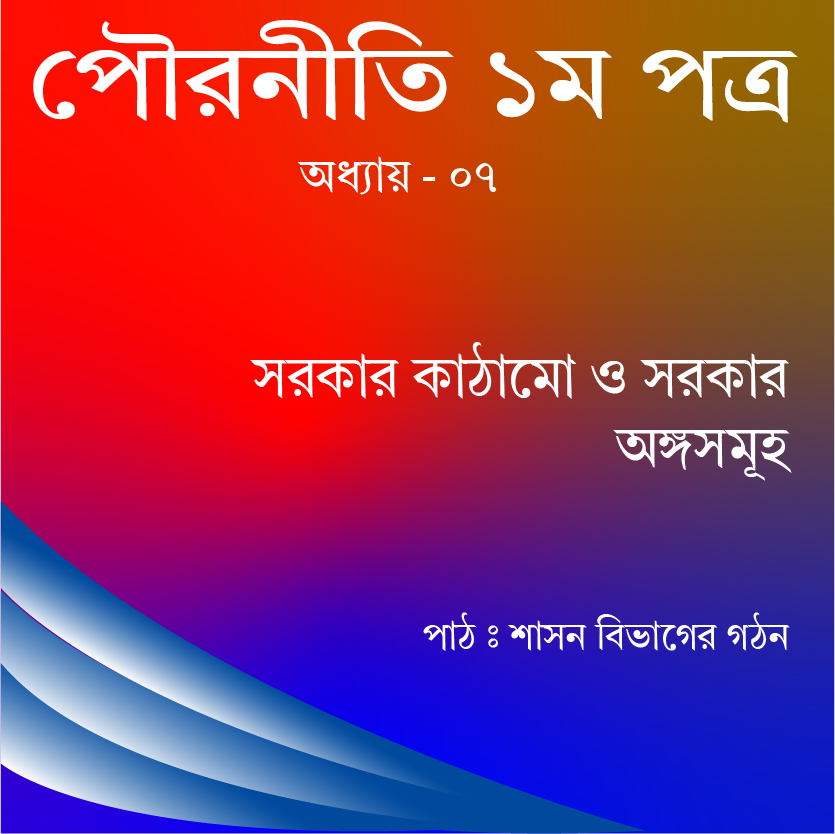 পৌরনীতি ১ম পত্র
অধ্যায় - ০৭
সরকার কাঠামো ও সরকার
অঙ্গসমূহ
পাঠ ঃ শাসন বিভাগের গঠন